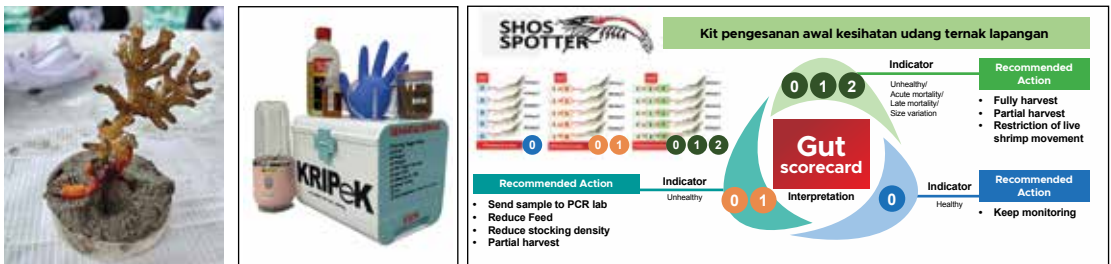 KRIPeK
SHOS
SPOTTER
Kit pengesanan awal kesihatan udang ternak lapangan
0
0 1
0 1 2
0 1 2
Indicator
Unhealthy/
Acute mortality/
Late mortality/
Size variation
Recommended
Action
• Fully harvest
• Partial harvest
• Restriction of live
shrimp movement
Gut
scorecard
Interpretation
Recommended Action
• Send sample to PCR lab
• Reduce Feed
• Reduce stocking density
• Partial harvest
Indicator
Unhealthy
0 1
0
Indicator
Healthy
Recommended
Action
• Keep monitoring